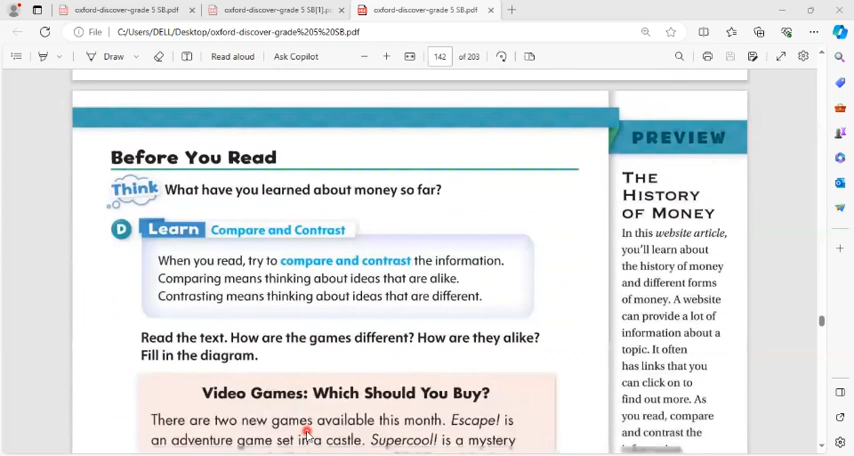 oxford-discover-grade 5 SB.pdf
oxford-discover-grade 5 SB[1].pdf
oxford-discover-grade 5 SB.pdf
File
C:/Users/DELL/Desktop/oxford-discover-grade%205%20SB.pdf
Draw
Read aloud
Ask Copilot
142 of 203
Before You Read
Think What have you learned about money so far?
D Learn Compare and Contrast
When you read, try to compare and contrast the information.
Comparing means thinking about ideas that are alike.
Contrasting means thinking about ideas that are different.
Read the text. How are the games different? How are they alike?
Fill in the diagram.
Video Games: Which Should You Buy?
There are two new games available this month. Escape! is
an adventure game set in a castle. Supercool! is a mystery
PREVIEW
THE
HISTORY
OF MONEY
In this website article,
you'll learn about
the history of money
and different forms
of money. A website
can provide a lot of
information about a
topic. It often
has links that you
can click on to
find out more. As
you read, compare
and contrast the